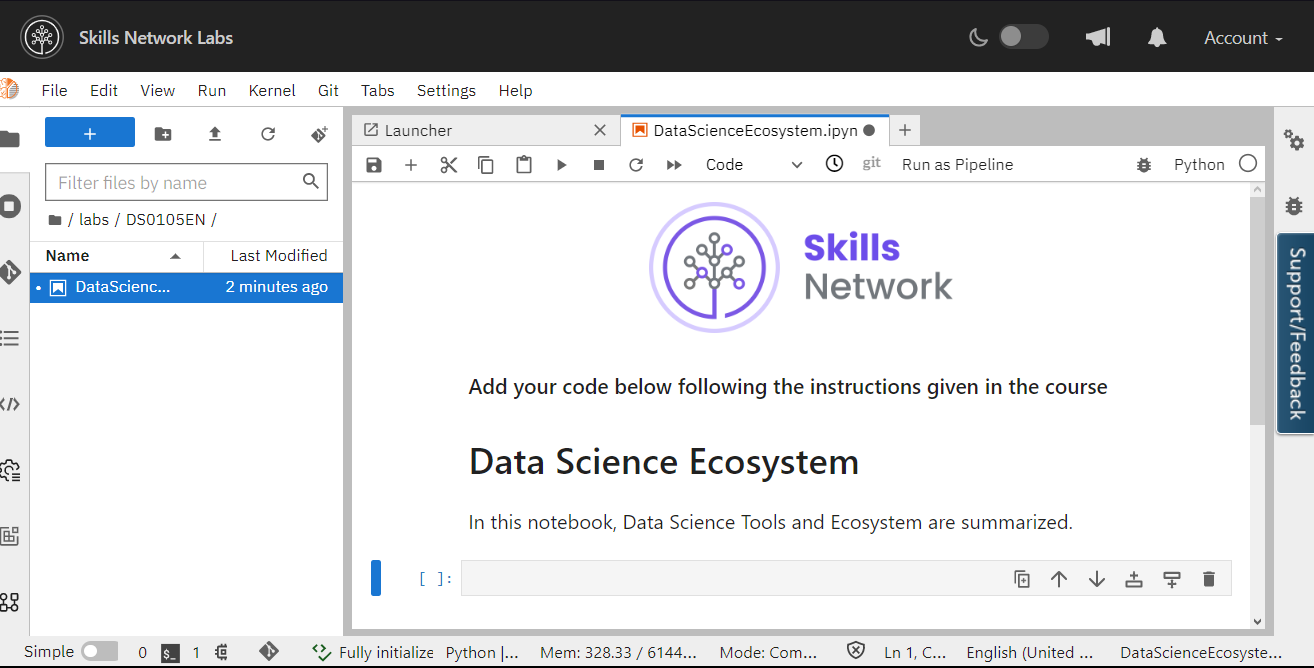 Skills Network Labs
Account
File Edit View Run Kernel Git Tabs Settings Help
+
Filter files by name
/ labs / DS0105EN /
Name Last Modified
DataScienc... 2 minutes ago
Launcher
DataScienceEcosystem.ipyn
Code
git
Run as Pipeline
Python
Skills
Network
Add your code below following the instructions given in the course
Data Science Ecosystem
In this notebook, Data Science Tools and Ecosystem are summarized.
[ ]:
Support/Feedback
Simple 0 $_ 1 Fully initialize Python |... Mem: 328.33 / 6144... Mode: Com... Ln 1, C... English (United ... DataScienceEcosyste...